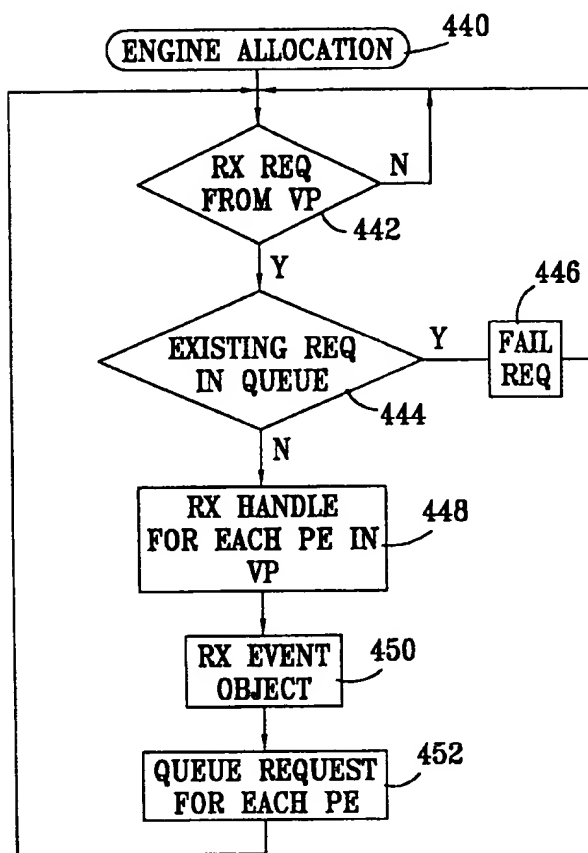 ENGINE ALLOCATION
440
RX REQ
FROM VP
N
442
Y
446
EXISTING REQ
IN QUEUE
Y
FAIL
REQ
444
N
RX HANDLE
FOR EACH PE IN
VP
448
RX EVENT
OBJECT
450
QUEUE REQUEST
FOR EACH PE
452